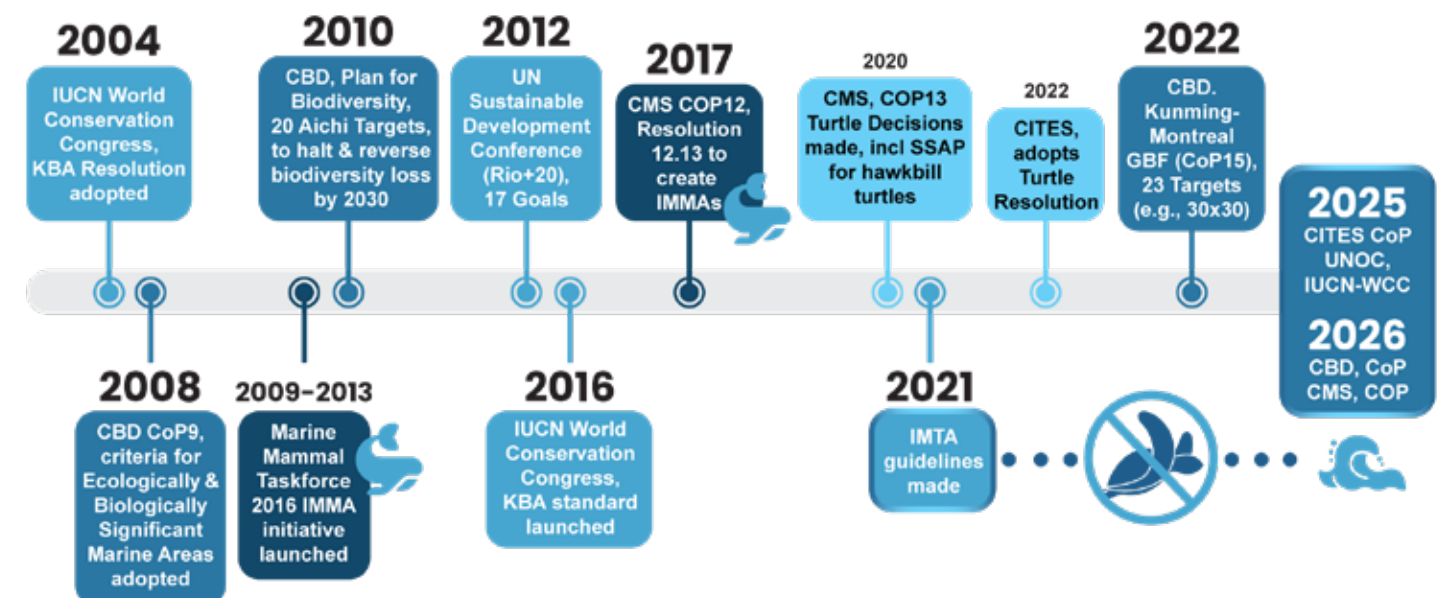 2004
IUCN World
Conservation
Congress,
KBA Resolution
adopted
2010
CBD, Plan for
Biodiversity,
20 Aichi Targets,
to halt & reverse
biodiversity loss
by 2030
2012
UN
Sustainable
Development
Conference
(Rio+20),
17 Goals
2017
CMS COP12,
Resolution
12.13 to
create
IMMAs
2020
CMS, COP13
Turtle Decisions
made, incl SSAP
for hawkbill
turtles
2022
CITES,
adopts
Turtle
Resolution
2022
CBD.
Kunming-
Montreal
GBF (CoP15),
23 Targets
(e.g., 30x30)
2025
CITES CoP
UNOC,
IUCN-WCC
2026
CBD, CoP
CMS, COP
2008
CBD CoP9,
criteria for
Ecologically &
Biologically
Significant
Marine Areas
adopted
2009-2013
Marine
Mammal
Taskforce
2016 IMMA
initiative
launched
2016
IUCN World
Conservation
Congress,
KBA standard
launched
2021
IMTA
guidelines
made